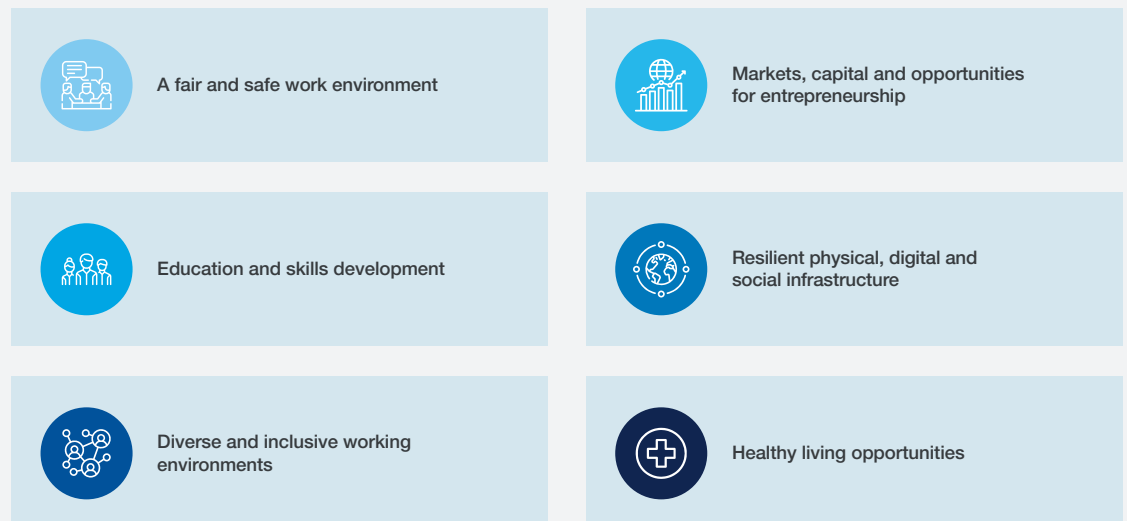 A fair and safe work environment
Markets, capital and opportunities
for entrepreneurship
Education and skills development
Resilient physical, digital and
social infrastructure
Diverse and inclusive working
environments
Healthy living opportunities